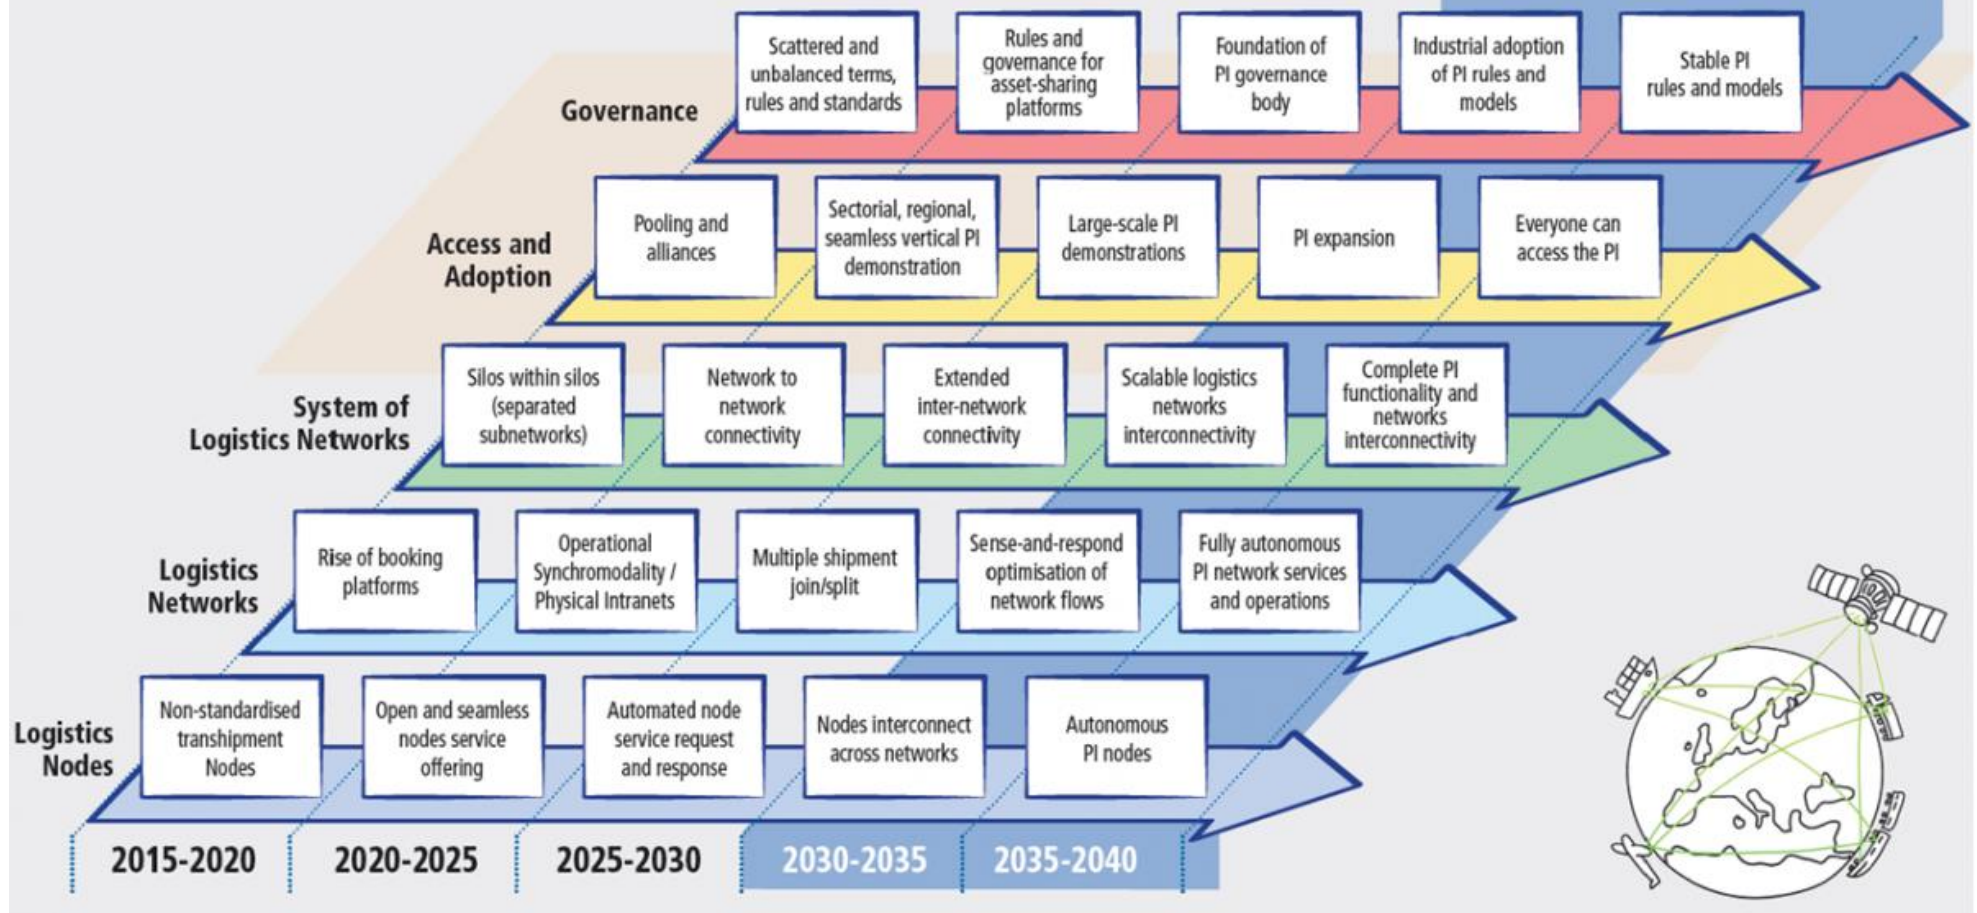 Governance
Scattered and
unbalanced terms,
rules and standards
Rules and
governance for
asset-sharing
platforms
Foundation of
PI governance
body
Industrial adoption
of PI rules and
models
Stable PI
rules and models
Access and
Adoption
Pooling and
alliances
Sectorial, regional,
seamless vertical PI
demonstration
Large-scale PI
demonstrations
PI expansion
Everyone can
access the PI
System of
Logistics Networks
Silos within silos
(separated
subnetworks)
Network to
network
connectivity
Extended
inter-network
connectivity
Scalable logistics
networks
interconnectivity
Complete PI
functionality and
networks
interconnectivity
Logistics
Networks
Rise of booking
platforms
Operational
Synchromodality /
Physical Intranets
Multiple shipment
join/split
Sense-and-respond
optimisation of
network flows
Fully autonomous
PI network services
and operations
Logistics
Nodes
Non-standardised
transhipment
Nodes
Open and seamless
nodes service
offering
Automated node
service request
and response
Nodes interconnect
across networks
Autonomous
PI nodes
2015-2020
2020-2025
2025-2030
2030-2035
2035-2040